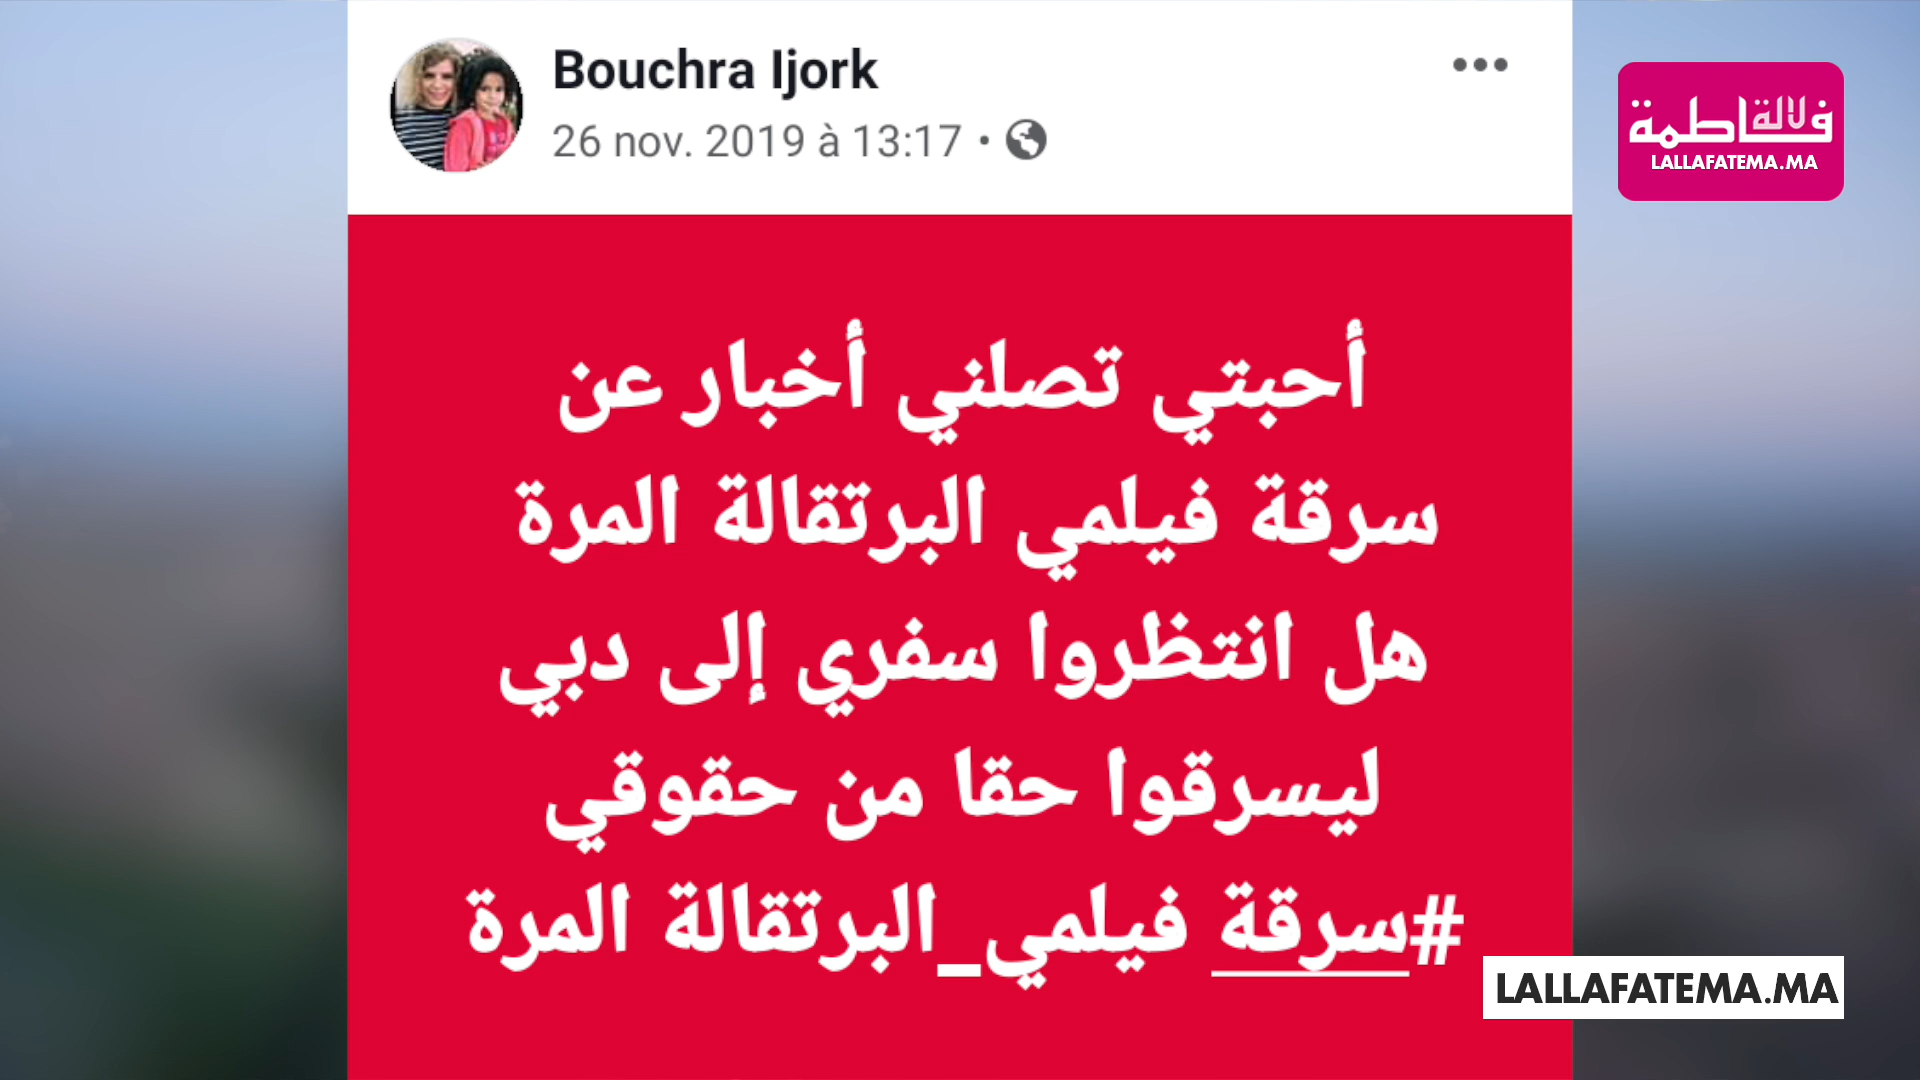 Bouchra Ijork
26 nov. 2019 à 13:17
فلالة فاطمة
LALLAFATEMA.MA
أحبتي تصلني أخبار عن
سرقة فيلمي البرتقالة المرة
هل انتظروا سفري إلى دبي
ليسرقوا حقا من حقوقي
#سرقة فيلمي_البرتقالة المرة
LALLAFATEMA.MA